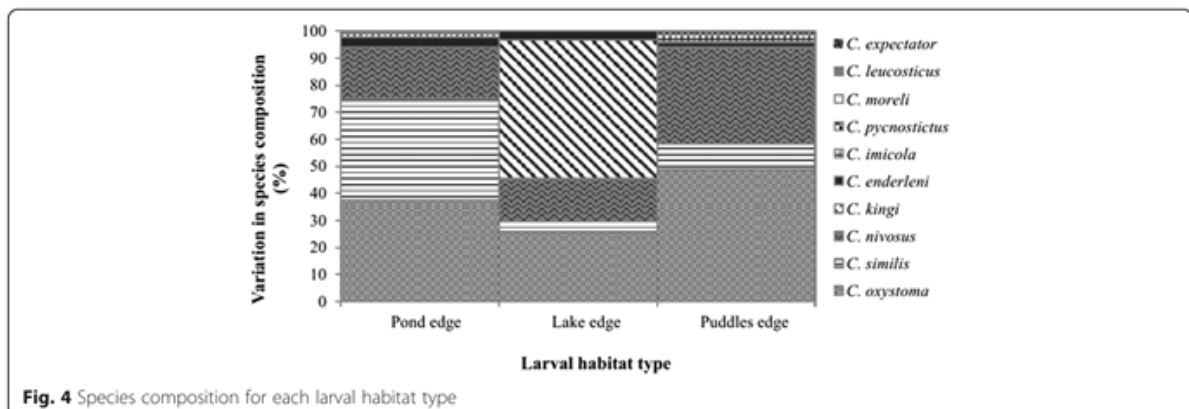 100
90
80
70
60
50
40
30
20
10
0
Variation in species composition
(%)
Pond edge
Lake edge
Puddles edge
Larval habitat type
C. expectator
C. leucosticus
C. moreli
C. pycnostictus
C. imicola
C. enderleni
C. kingi
C. nivosus
C. similis
C. oxystoma
Fig. 4 Species composition for each larval habitat type